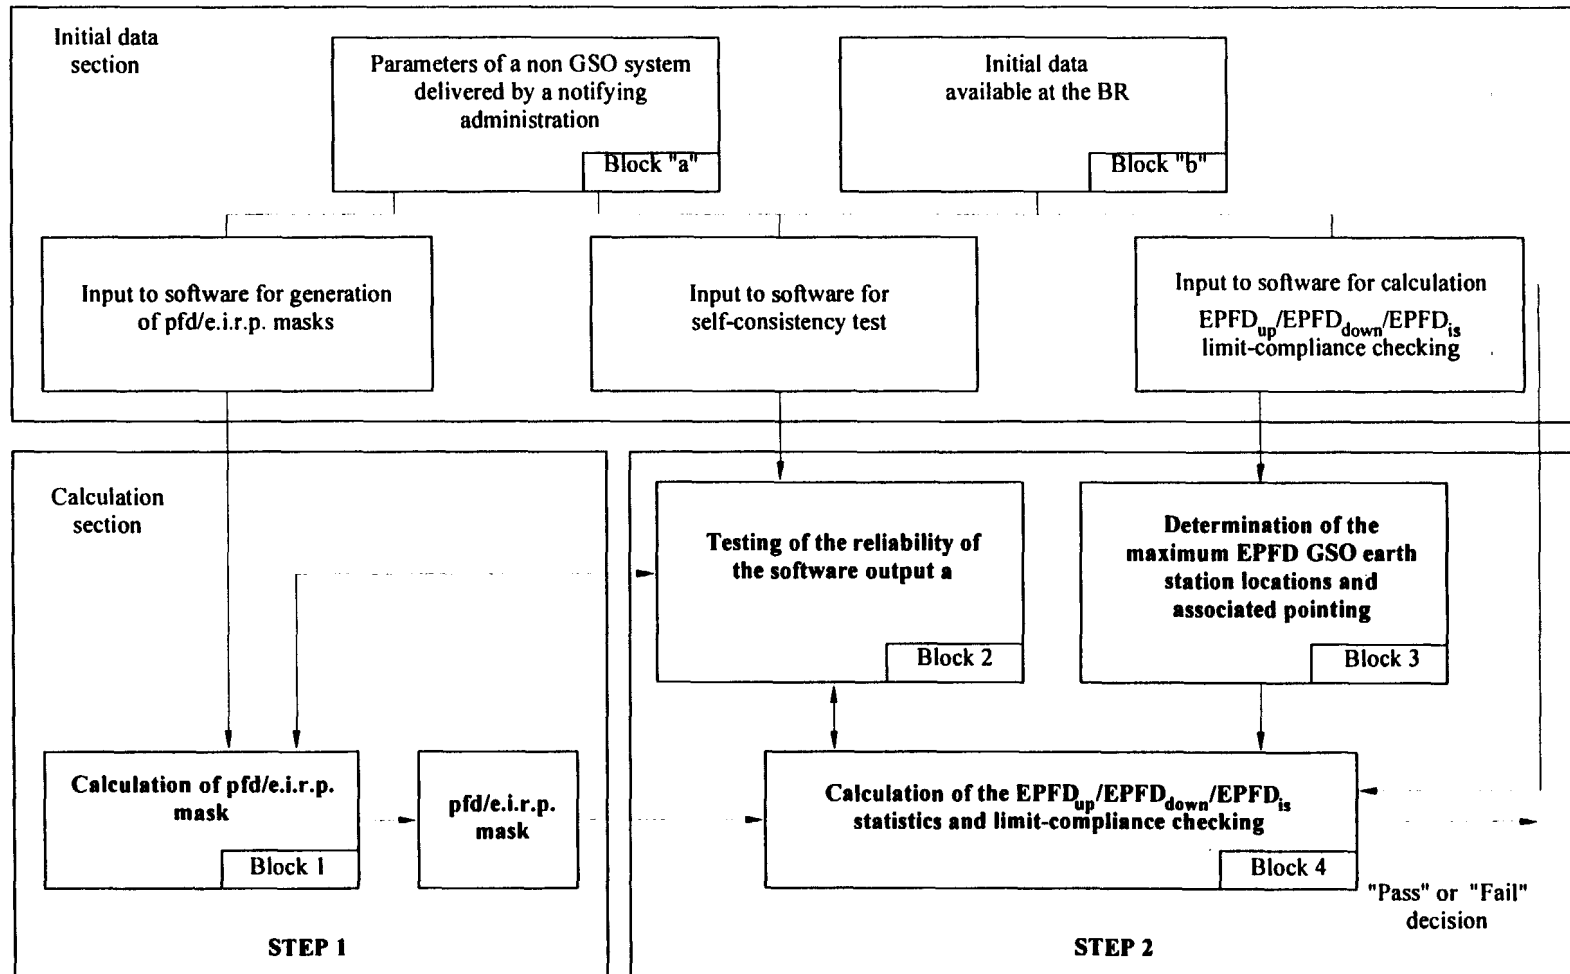 Initial data
section
Parameters of a non GSO system
delivered by a notifying
administration
Block "a"
Initial data
available at the BR
Block "b"
Input to software for generation
of pfd/e.i.r.p. masks
Input to software for
self-consistency test
Input to software for calculation
EPFDup/EPFDdown/EPFDis
limit-compliance checking
Calculation
section
Testing of the reliability of
the software output a
Block 2
Determination of the
maximum EPFD GSO earth
station locations and
associated pointing
Block 3
Calculation of pfd/e.i.r.p.
mask
Block 1
pfd/e.i.r.p.
mask
Calculation of the EPFDup/EPFDdown/EPFDis
statistics and limit-compliance checking
Block 4
"Pass" or "Fail"
decision
STEP 1
STEP 2